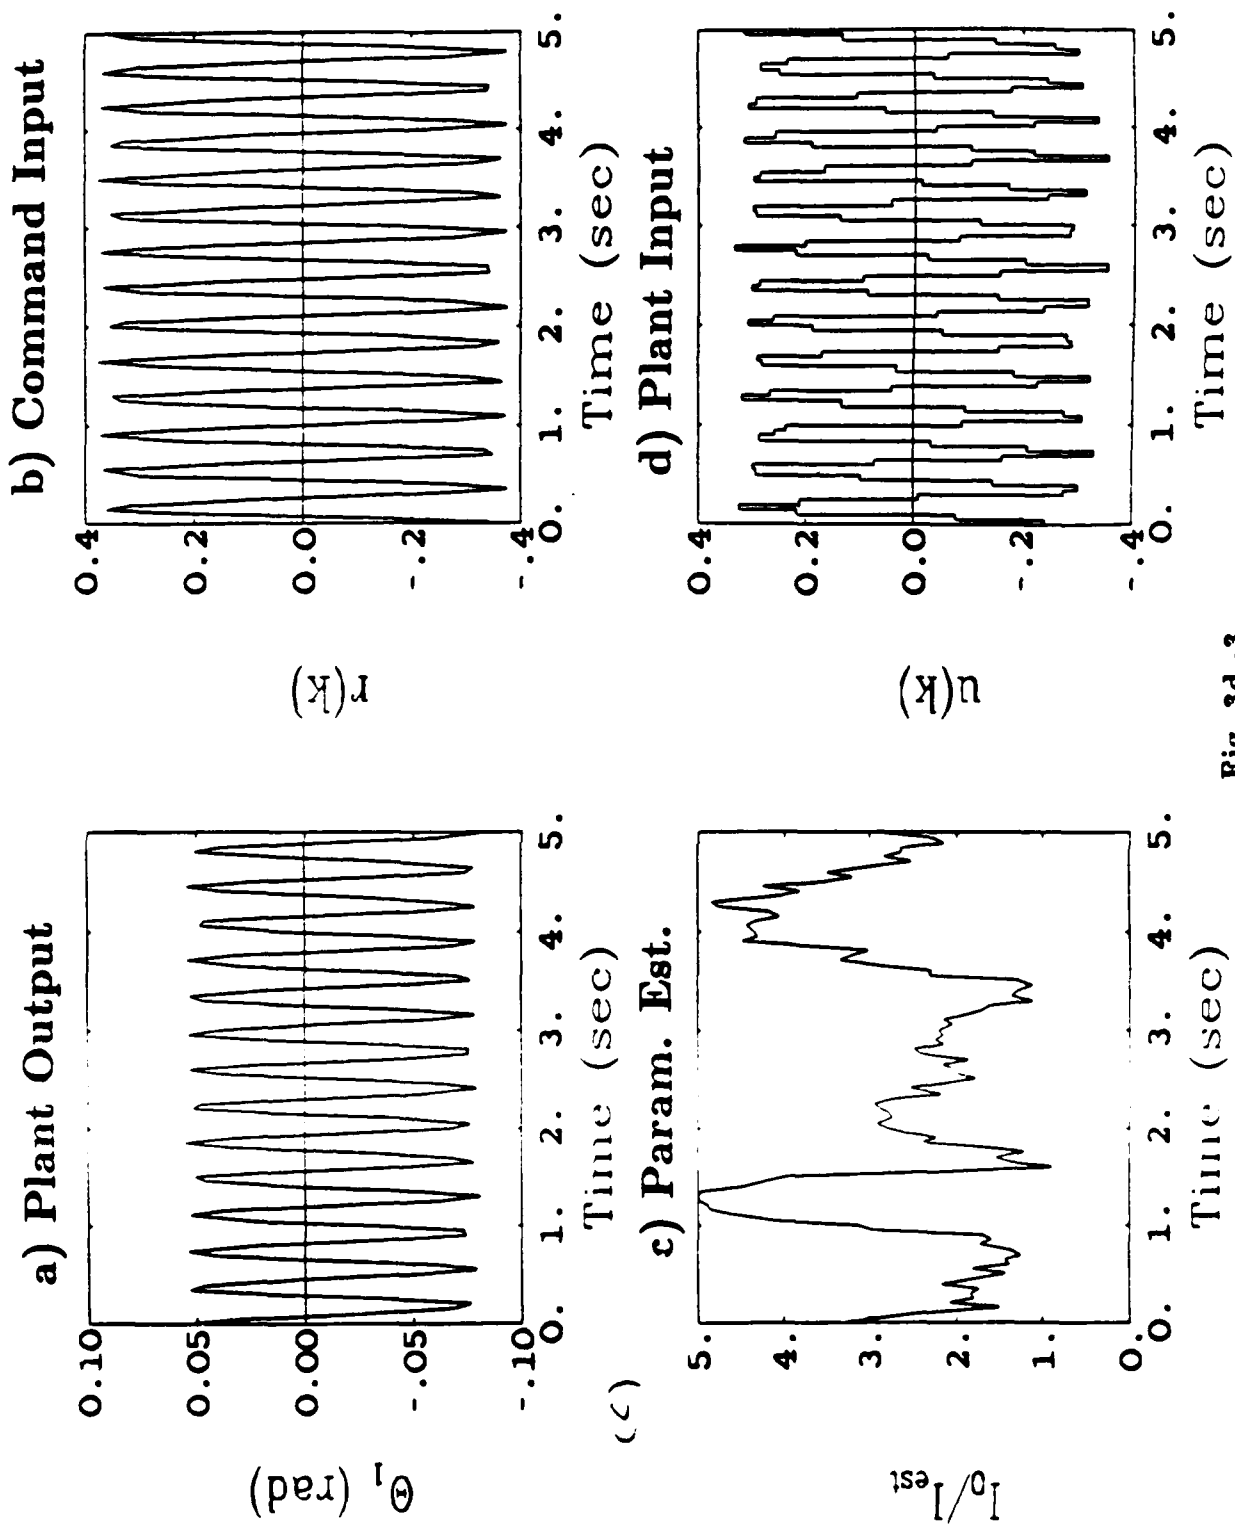 a) Plant Output
Θ₁ (rad)
0.10
0.05
0.00
-.05
-.10
0. 1. 2. 3. 4. 5.
Time (sec)
b) Command Input
r(k)
0.4
0.2
0.0
-.2
-.4
0. 1. 2. 3. 4. 5.
Time (sec)
c) Param. Est.
I₀/I_est
5.
4.
3.
2.
1.
0.
0. 1. 2. 3. 4. 5.
Time (sec)
d) Plant Input
u(k)
0.4
0.2
0.0
-.2
-.4
0. 1. 2. 3. 4. 5.
Time (sec)
Fig.